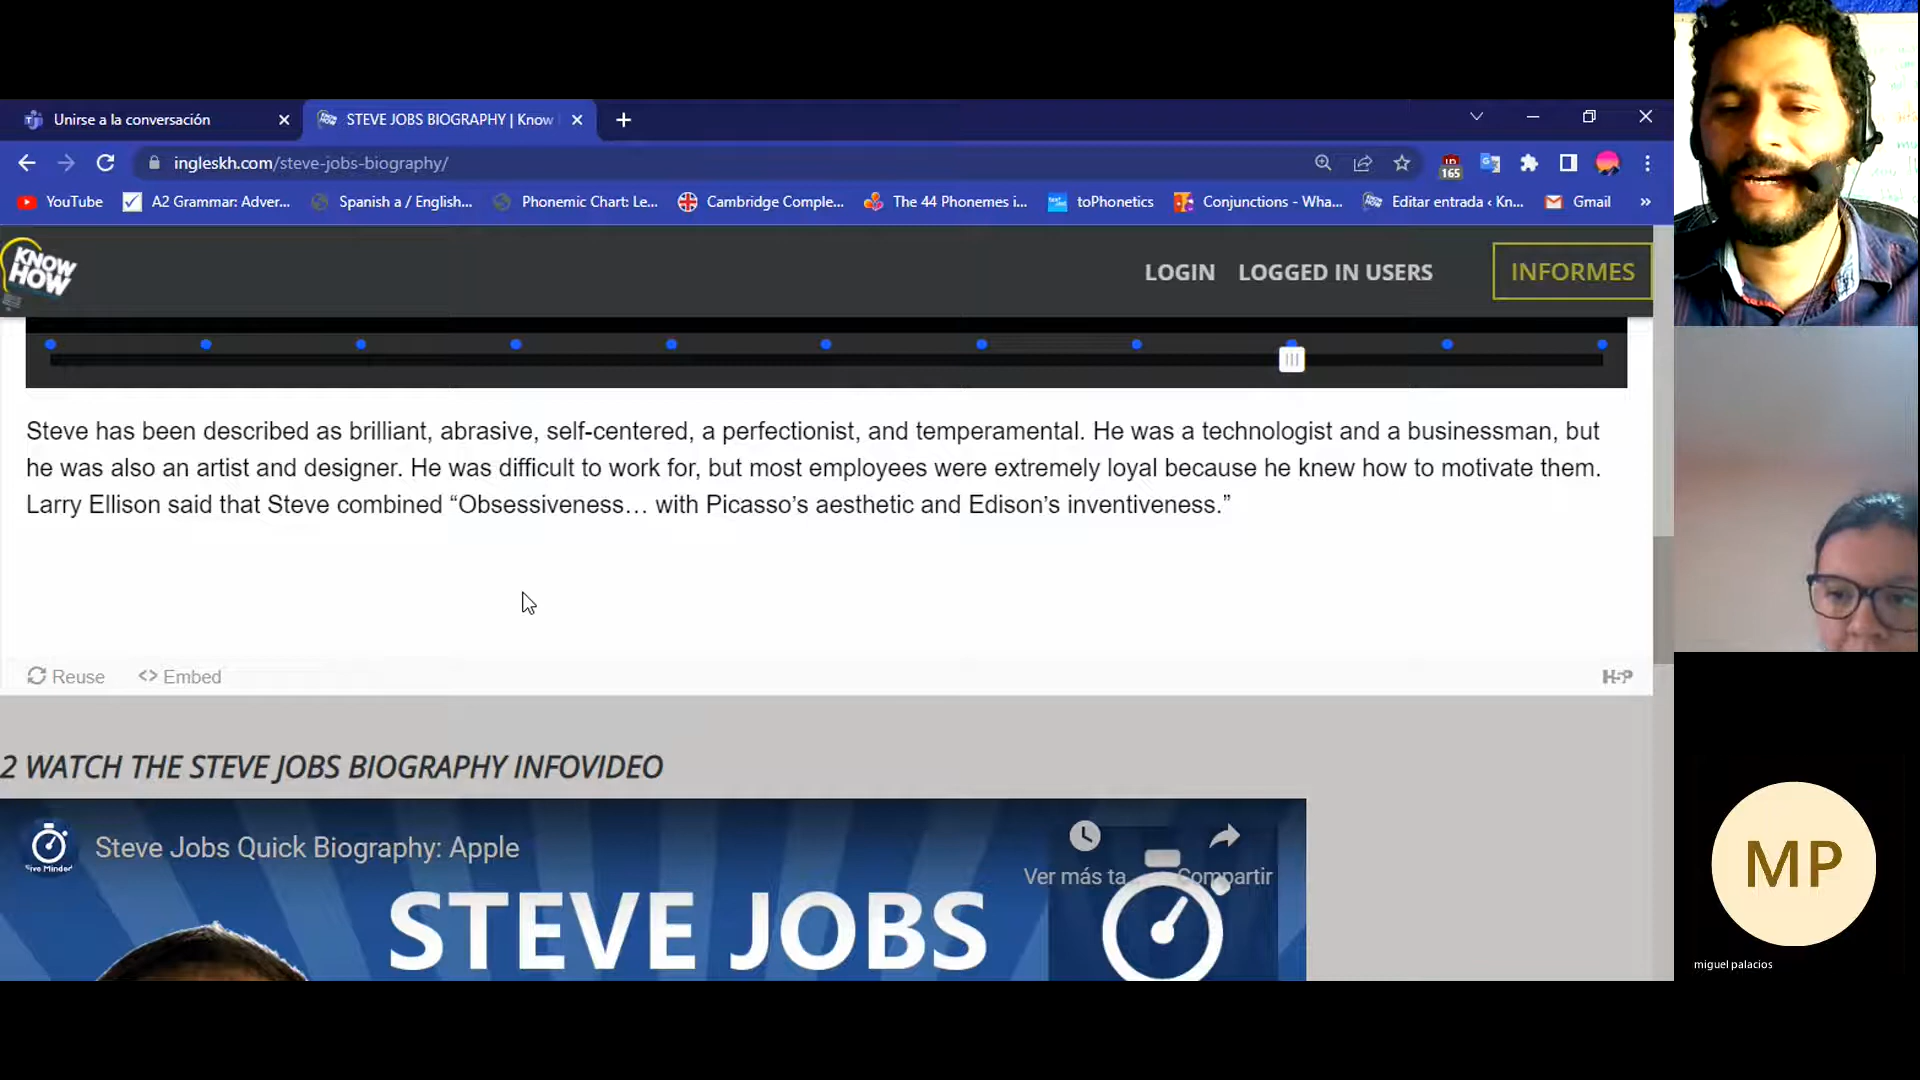 Unirse a la conversación
STEVE JOBS BIOGRAPHY | Know
ingleskh.com/steve-jobs-biography/
165
YouTube
A2 Grammar: Adver...
Spanish a / English...
Phonemic Chart: Le...
Cambridge Comple...
The 44 Phonemes i...
toPhonetics
Conjunctions - Wha...
Editar entrada ‹ Kn...
Gmail
»
KNOW
HOW
LOGIN
LOGGED IN USERS
INFORMES
Steve has been described as brilliant, abrasive, self-centered, a perfectionist, and temperamental. He was a technologist and a businessman, but
he was also an artist and designer. He was difficult to work for, but most employees were extremely loyal because he knew how to motivate them.
Larry Ellison said that Steve combined “Obsessiveness… with Picasso’s aesthetic and Edison’s inventiveness.”
Reuse
<> Embed
H5P
2 WATCH THE STEVE JOBS BIOGRAPHY INFOVIDEO
Steve Jobs Quick Biography: Apple
Ver más ta...
Compartir
STEVE JOBS
MP
miguel palacios